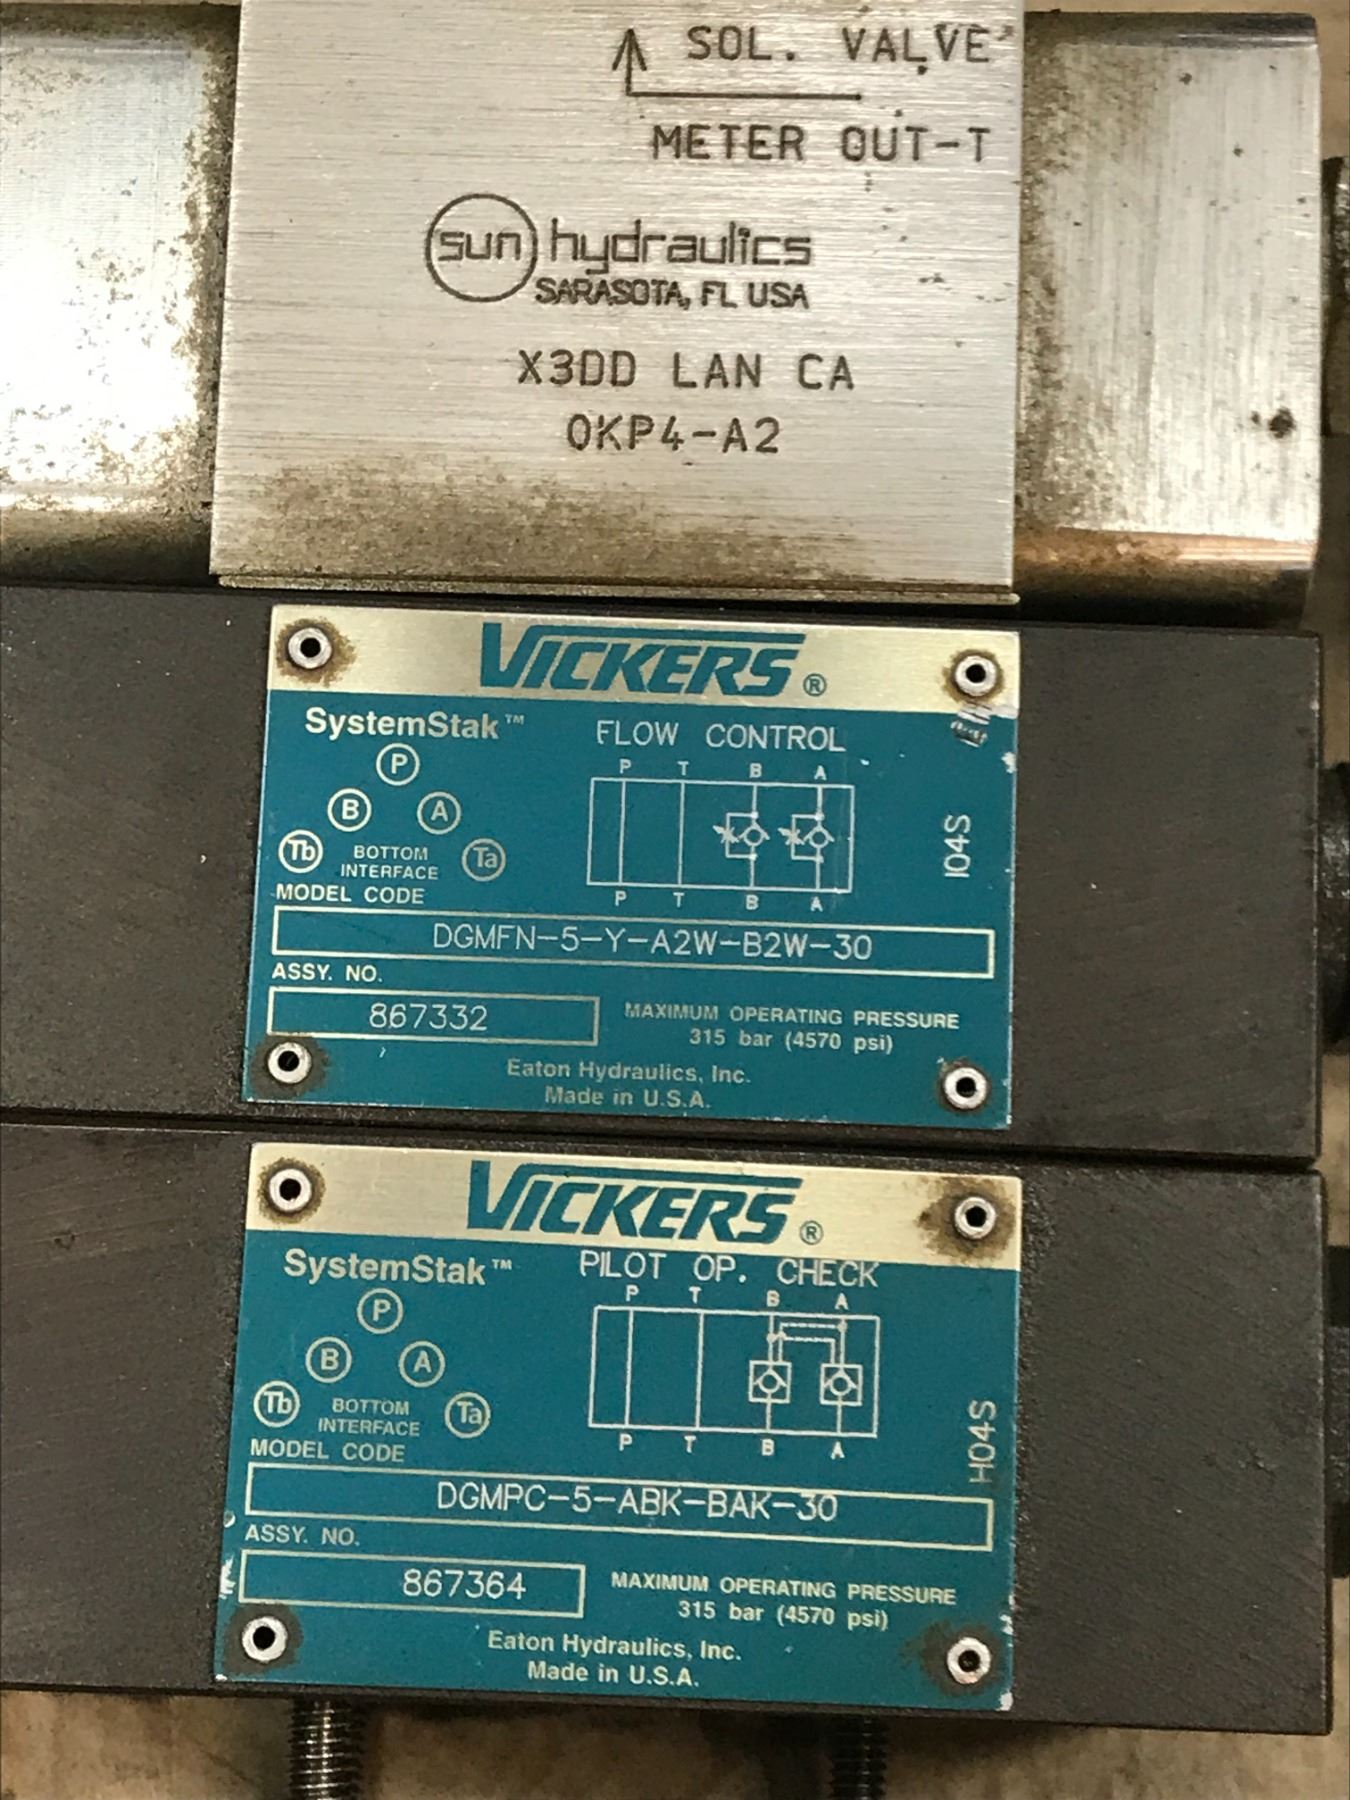 SOL. VALVE
METER OUT-T
sun hydraulics
SARASOTA, FL USA
X3DD LAN CA
OKP4-A2
VICKERS®
SystemStak™
FLOW CONTROL
P T B A
P
B A
Tb BOTTOM INTERFACE Ta
P T B A
I04S
MODEL CODE
DGMFN-5-Y-A2W-B2W-30
ASSY. NO.
867332
MAXIMUM OPERATING PRESSURE
315 bar (4570 psi)
Eaton Hydraulics, Inc.
Made in U.S.A.
VICKERS®
SystemStak™
PILOT OP. CHECK
P T B A
P
B A
Tb BOTTOM INTERFACE Ta
P T B A
H04S
MODEL CODE
DGMPC-5-ABK-BAK-30
ASSY. NO.
867364
MAXIMUM OPERATING PRESSURE
315 bar (4570 psi)
Eaton Hydraulics, Inc.
Made in U.S.A.